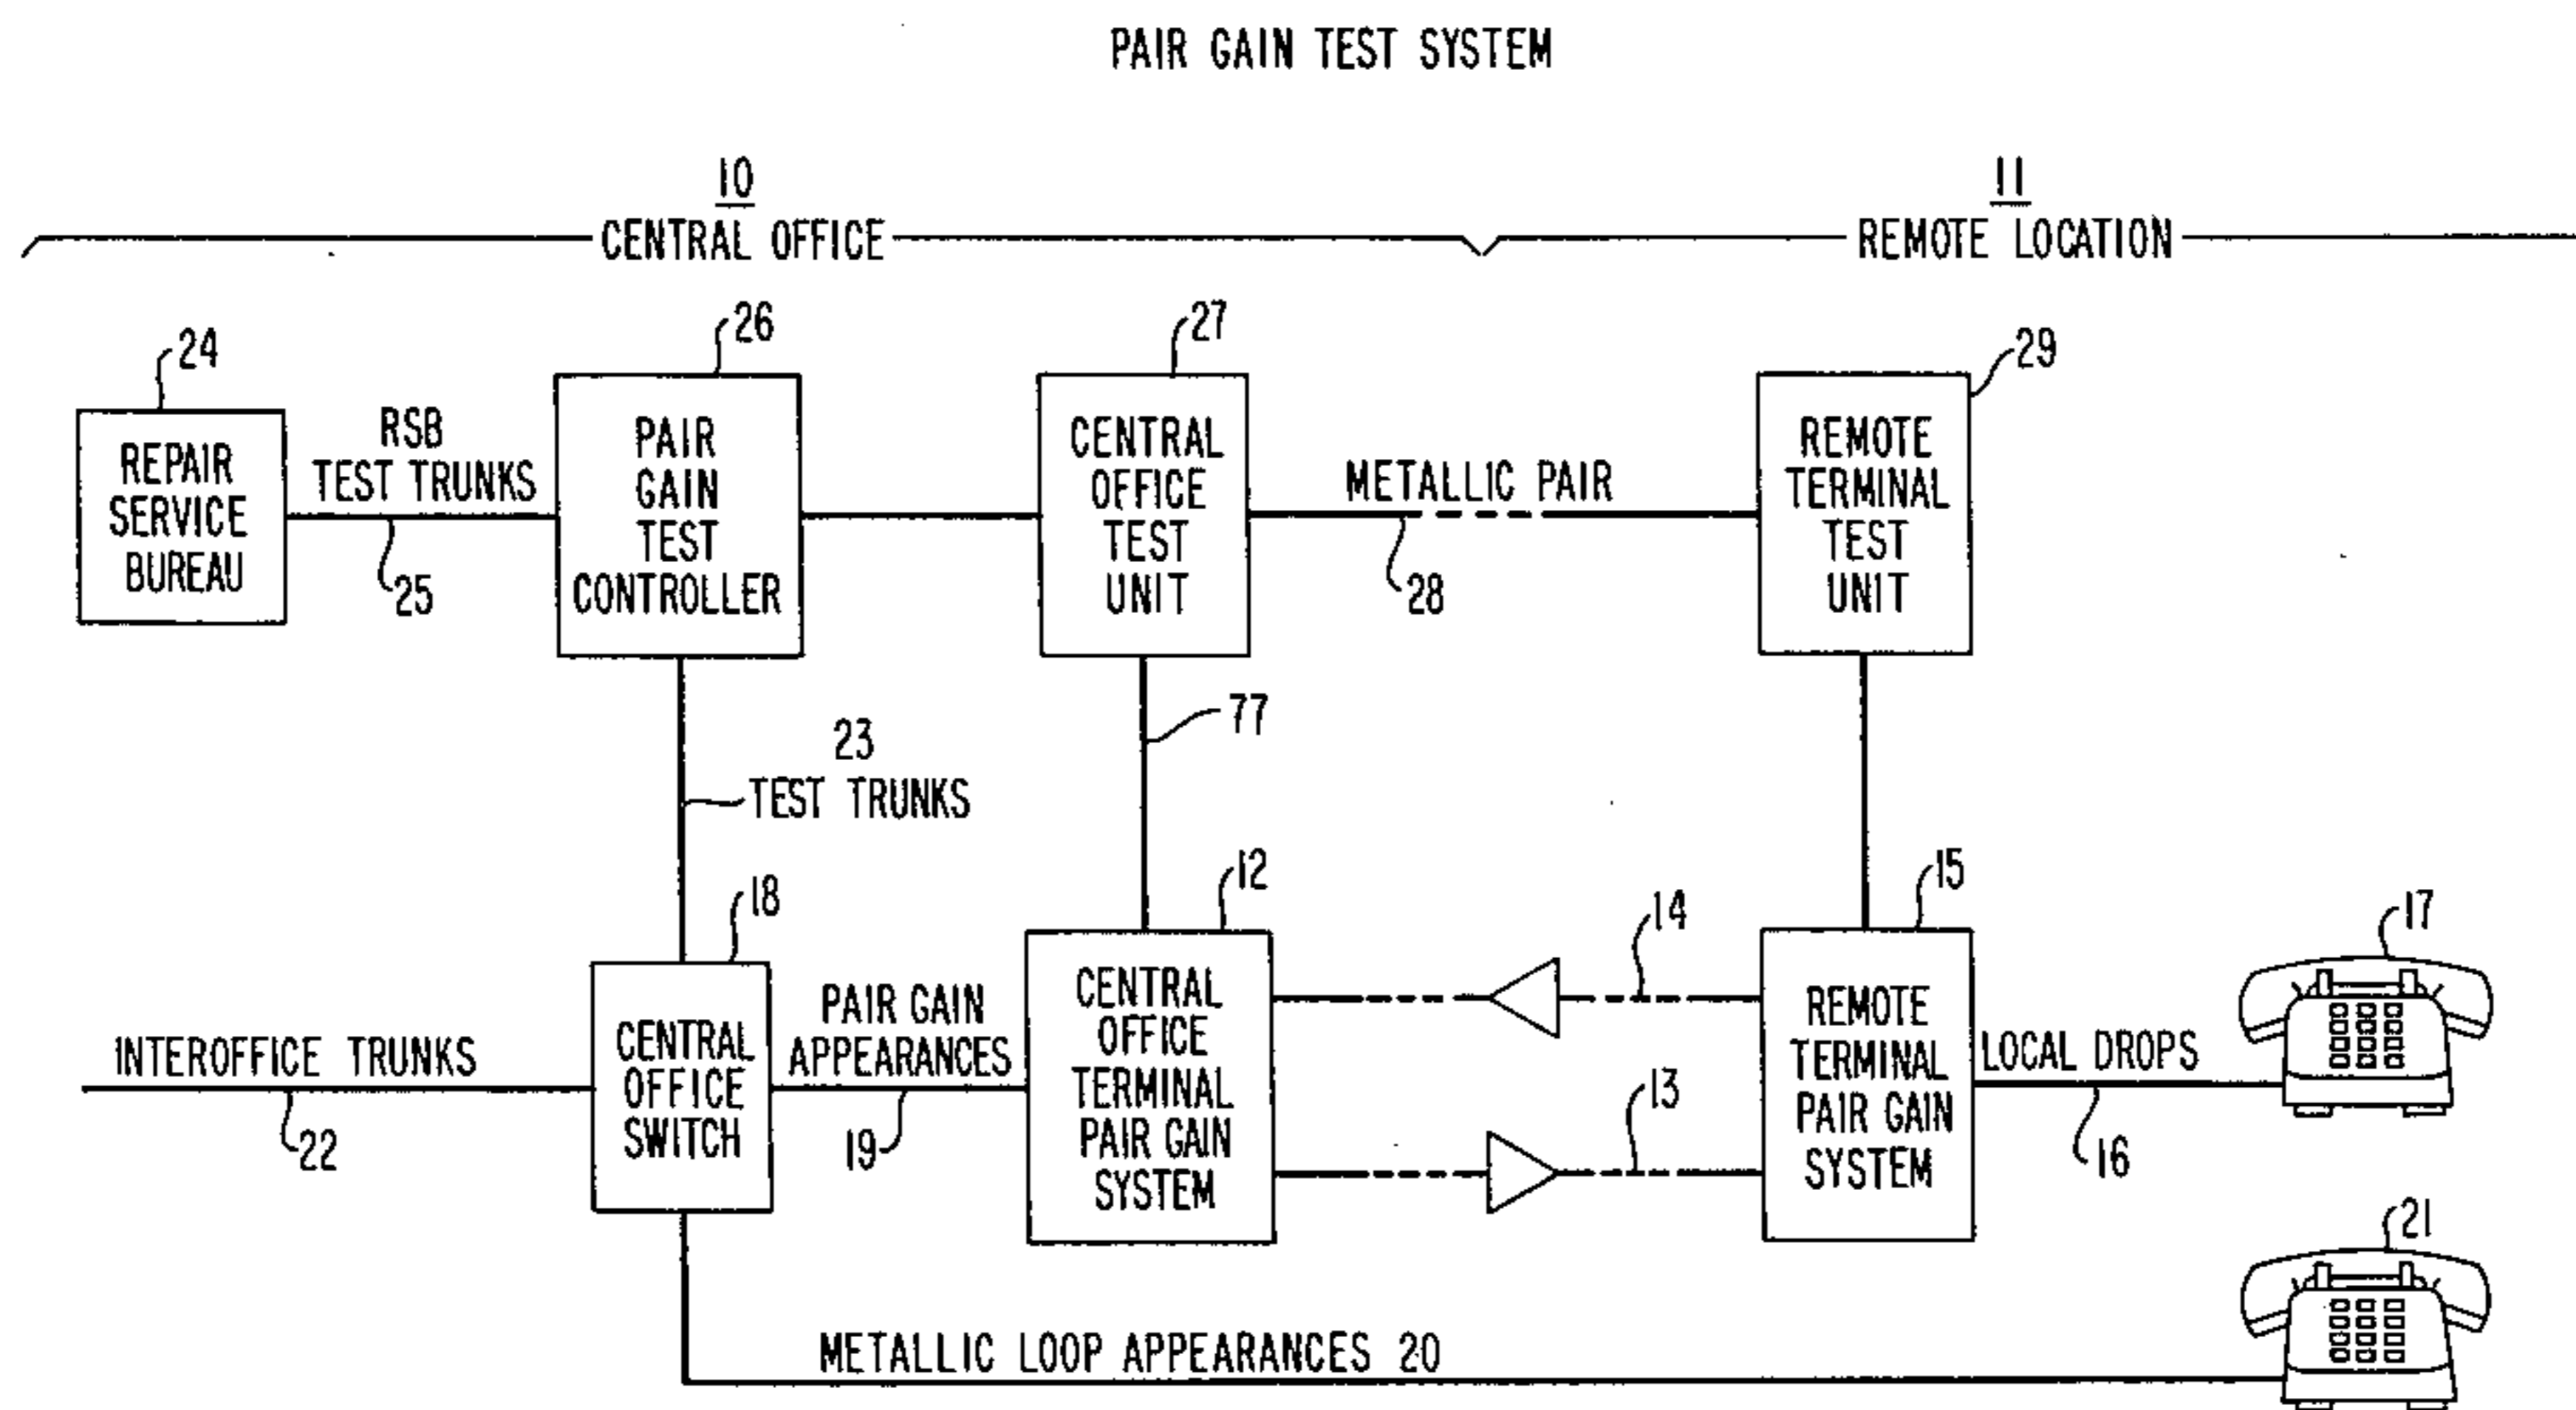 PAIR GAIN TEST SYSTEM
10
CENTRAL OFFICE
11
REMOTE LOCATION
24
REPAIR
SERVICE
BUREAU
RSB
TEST TRUNKS
25
26
PAIR
GAIN
TEST
CONTROLLER
27
CENTRAL
OFFICE
TEST
UNIT
METALLIC PAIR
28
29
REMOTE
TERMINAL
TEST
UNIT
23
TEST TRUNKS
77
INTEROFFICE TRUNKS
22
18
CENTRAL
OFFICE
SWITCH
PAIR GAIN
APPEARANCES
19
12
CENTRAL
OFFICE
TERMINAL
PAIR GAIN
SYSTEM
14
13
15
REMOTE
TERMINAL
PAIR GAIN
SYSTEM
LOCAL DROPS
16
17
21
METALLIC LOOP APPEARANCES 20